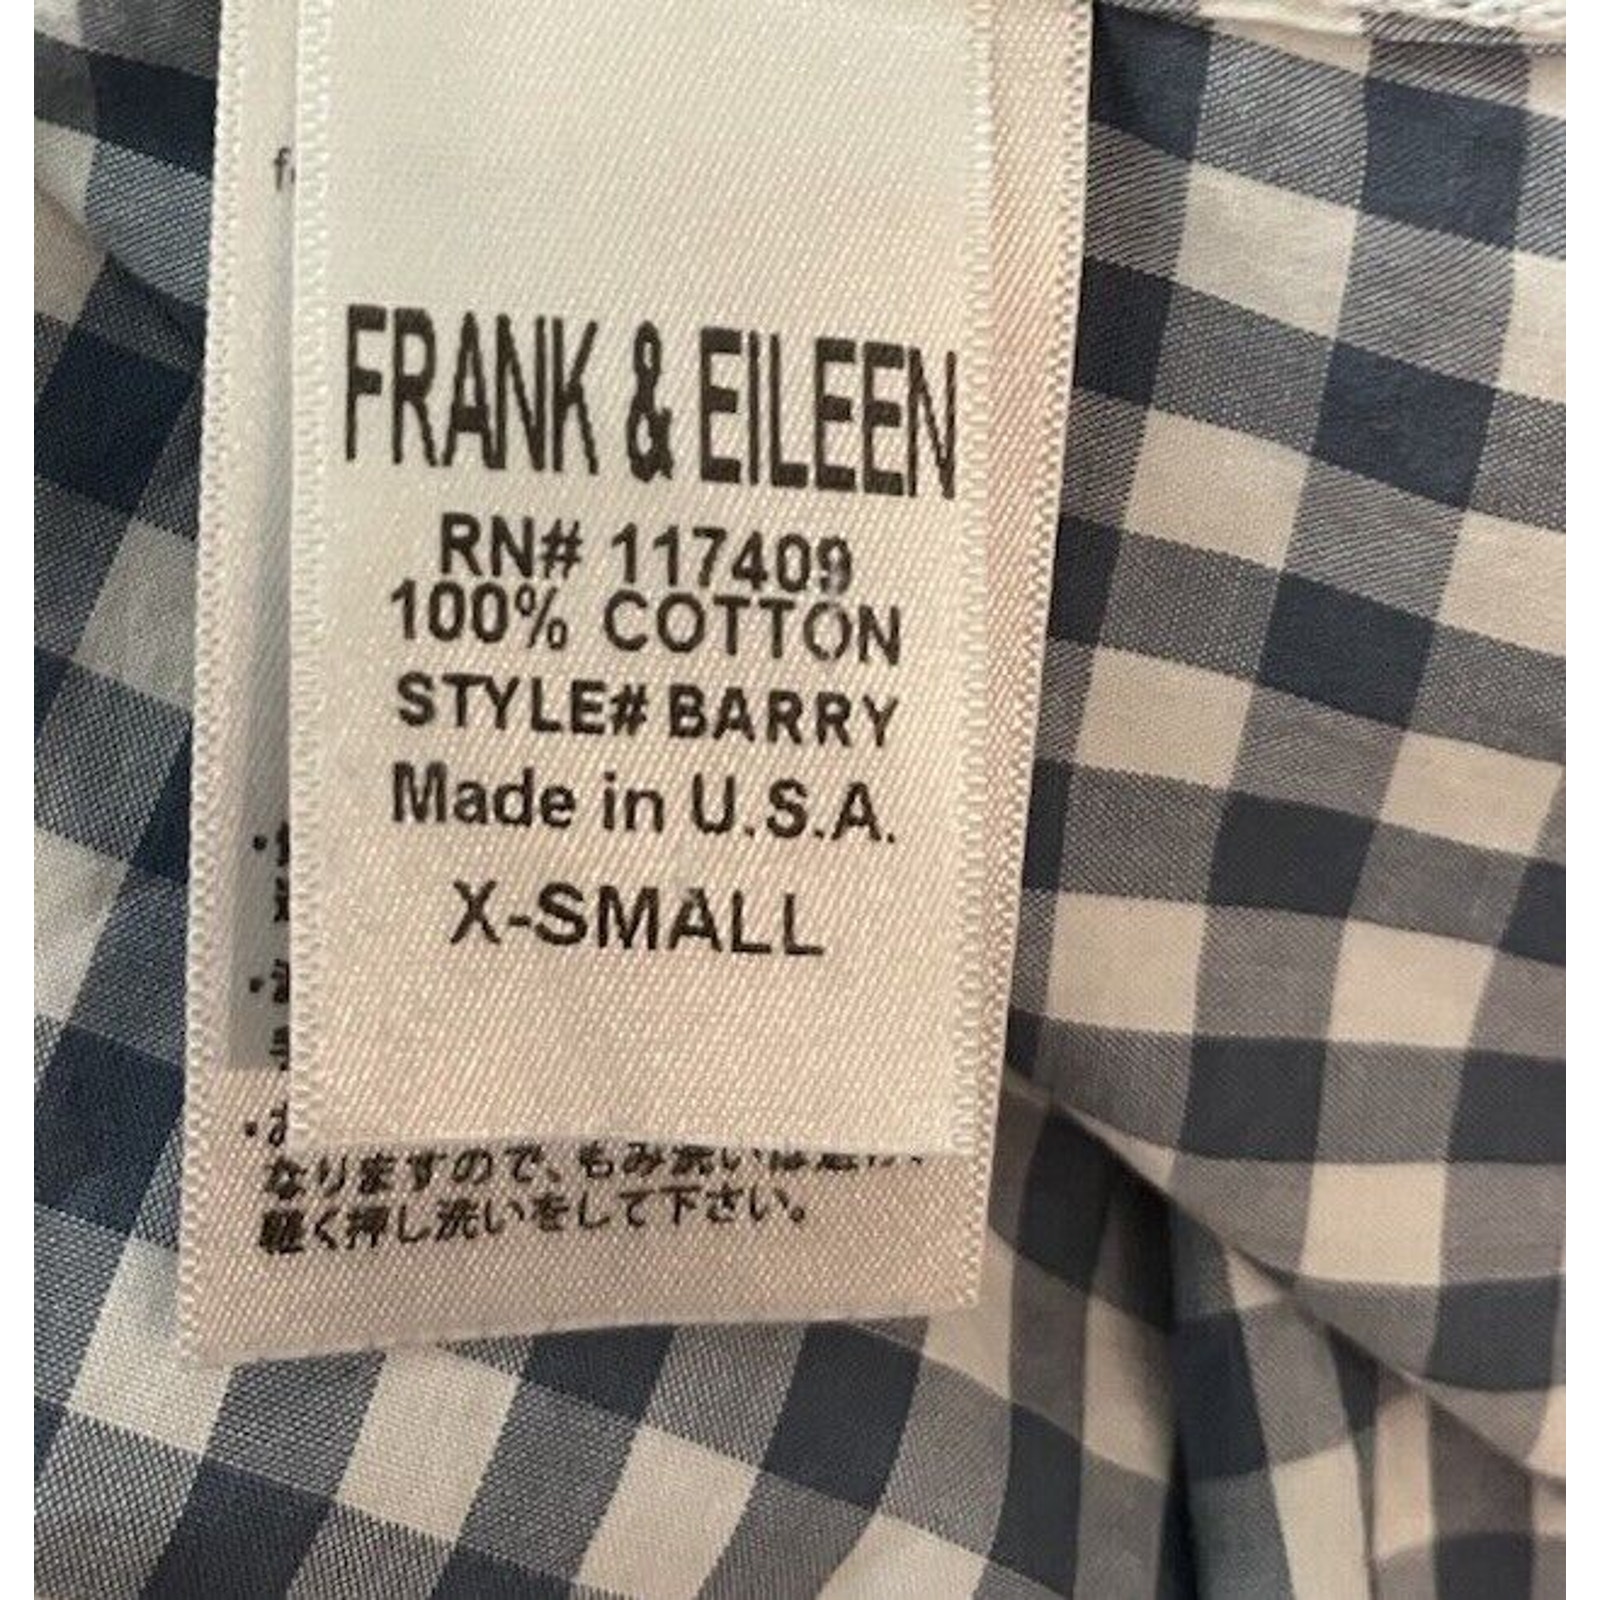 FRANK & EILEEN
RN# 117409
100% COTTON
STYLE# BARRY
Made in U.S.A.
X-SMALL
なりますので、もみ洗いは避け、
軽く押し洗いをして下さい。